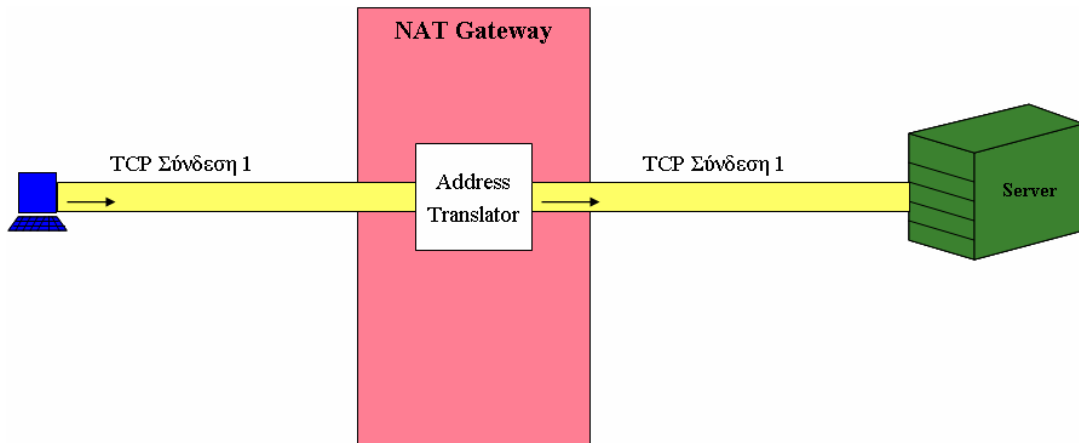 NAT Gateway
TCP Σύνδεση 1
TCP Σύνδεση 1
Address
Translator
Server